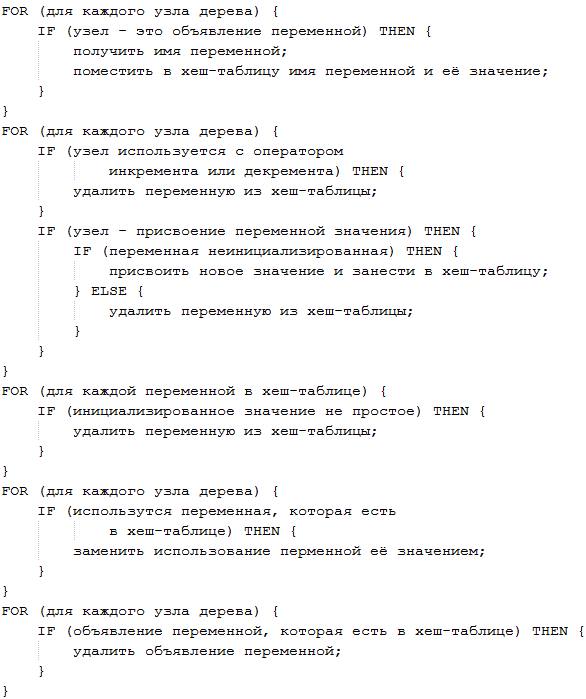 FOR (для каждого узла дерева) {
    IF (узел – это объявление переменной) THEN {
        получить имя переменной;
        поместить в хеш-таблицу имя переменной и её значение;
    }
}
FOR (для каждого узла дерева) {
    IF (узел используется с оператором
            инкремента или декремента) THEN {
        удалить переменную из хеш-таблицы;
    }
    IF (узел – присвоение переменной значения) THEN {
        IF (переменная неинициализированная) THEN {
            присвоить новое значение и занести в хеш-таблицу;
        } ELSE {
            удалить переменную из хеш-таблицы;
        }
    }
}
FOR (для каждой переменной в хеш-таблице) {
    IF (инициализированное значение не простое) THEN {
        удалить переменную из хеш-таблицы;
    }
}
FOR (для каждого узла дерева) {
    IF (использутся переменная, которая есть
            в хеш-таблице) THEN {
        заменить использование перменной её значением;
    }
}
FOR (для каждого узла дерева) {
    IF (объявление переменной, которая есть в хеш-таблице) THEN {
        удалить объявление переменной;
    }
}